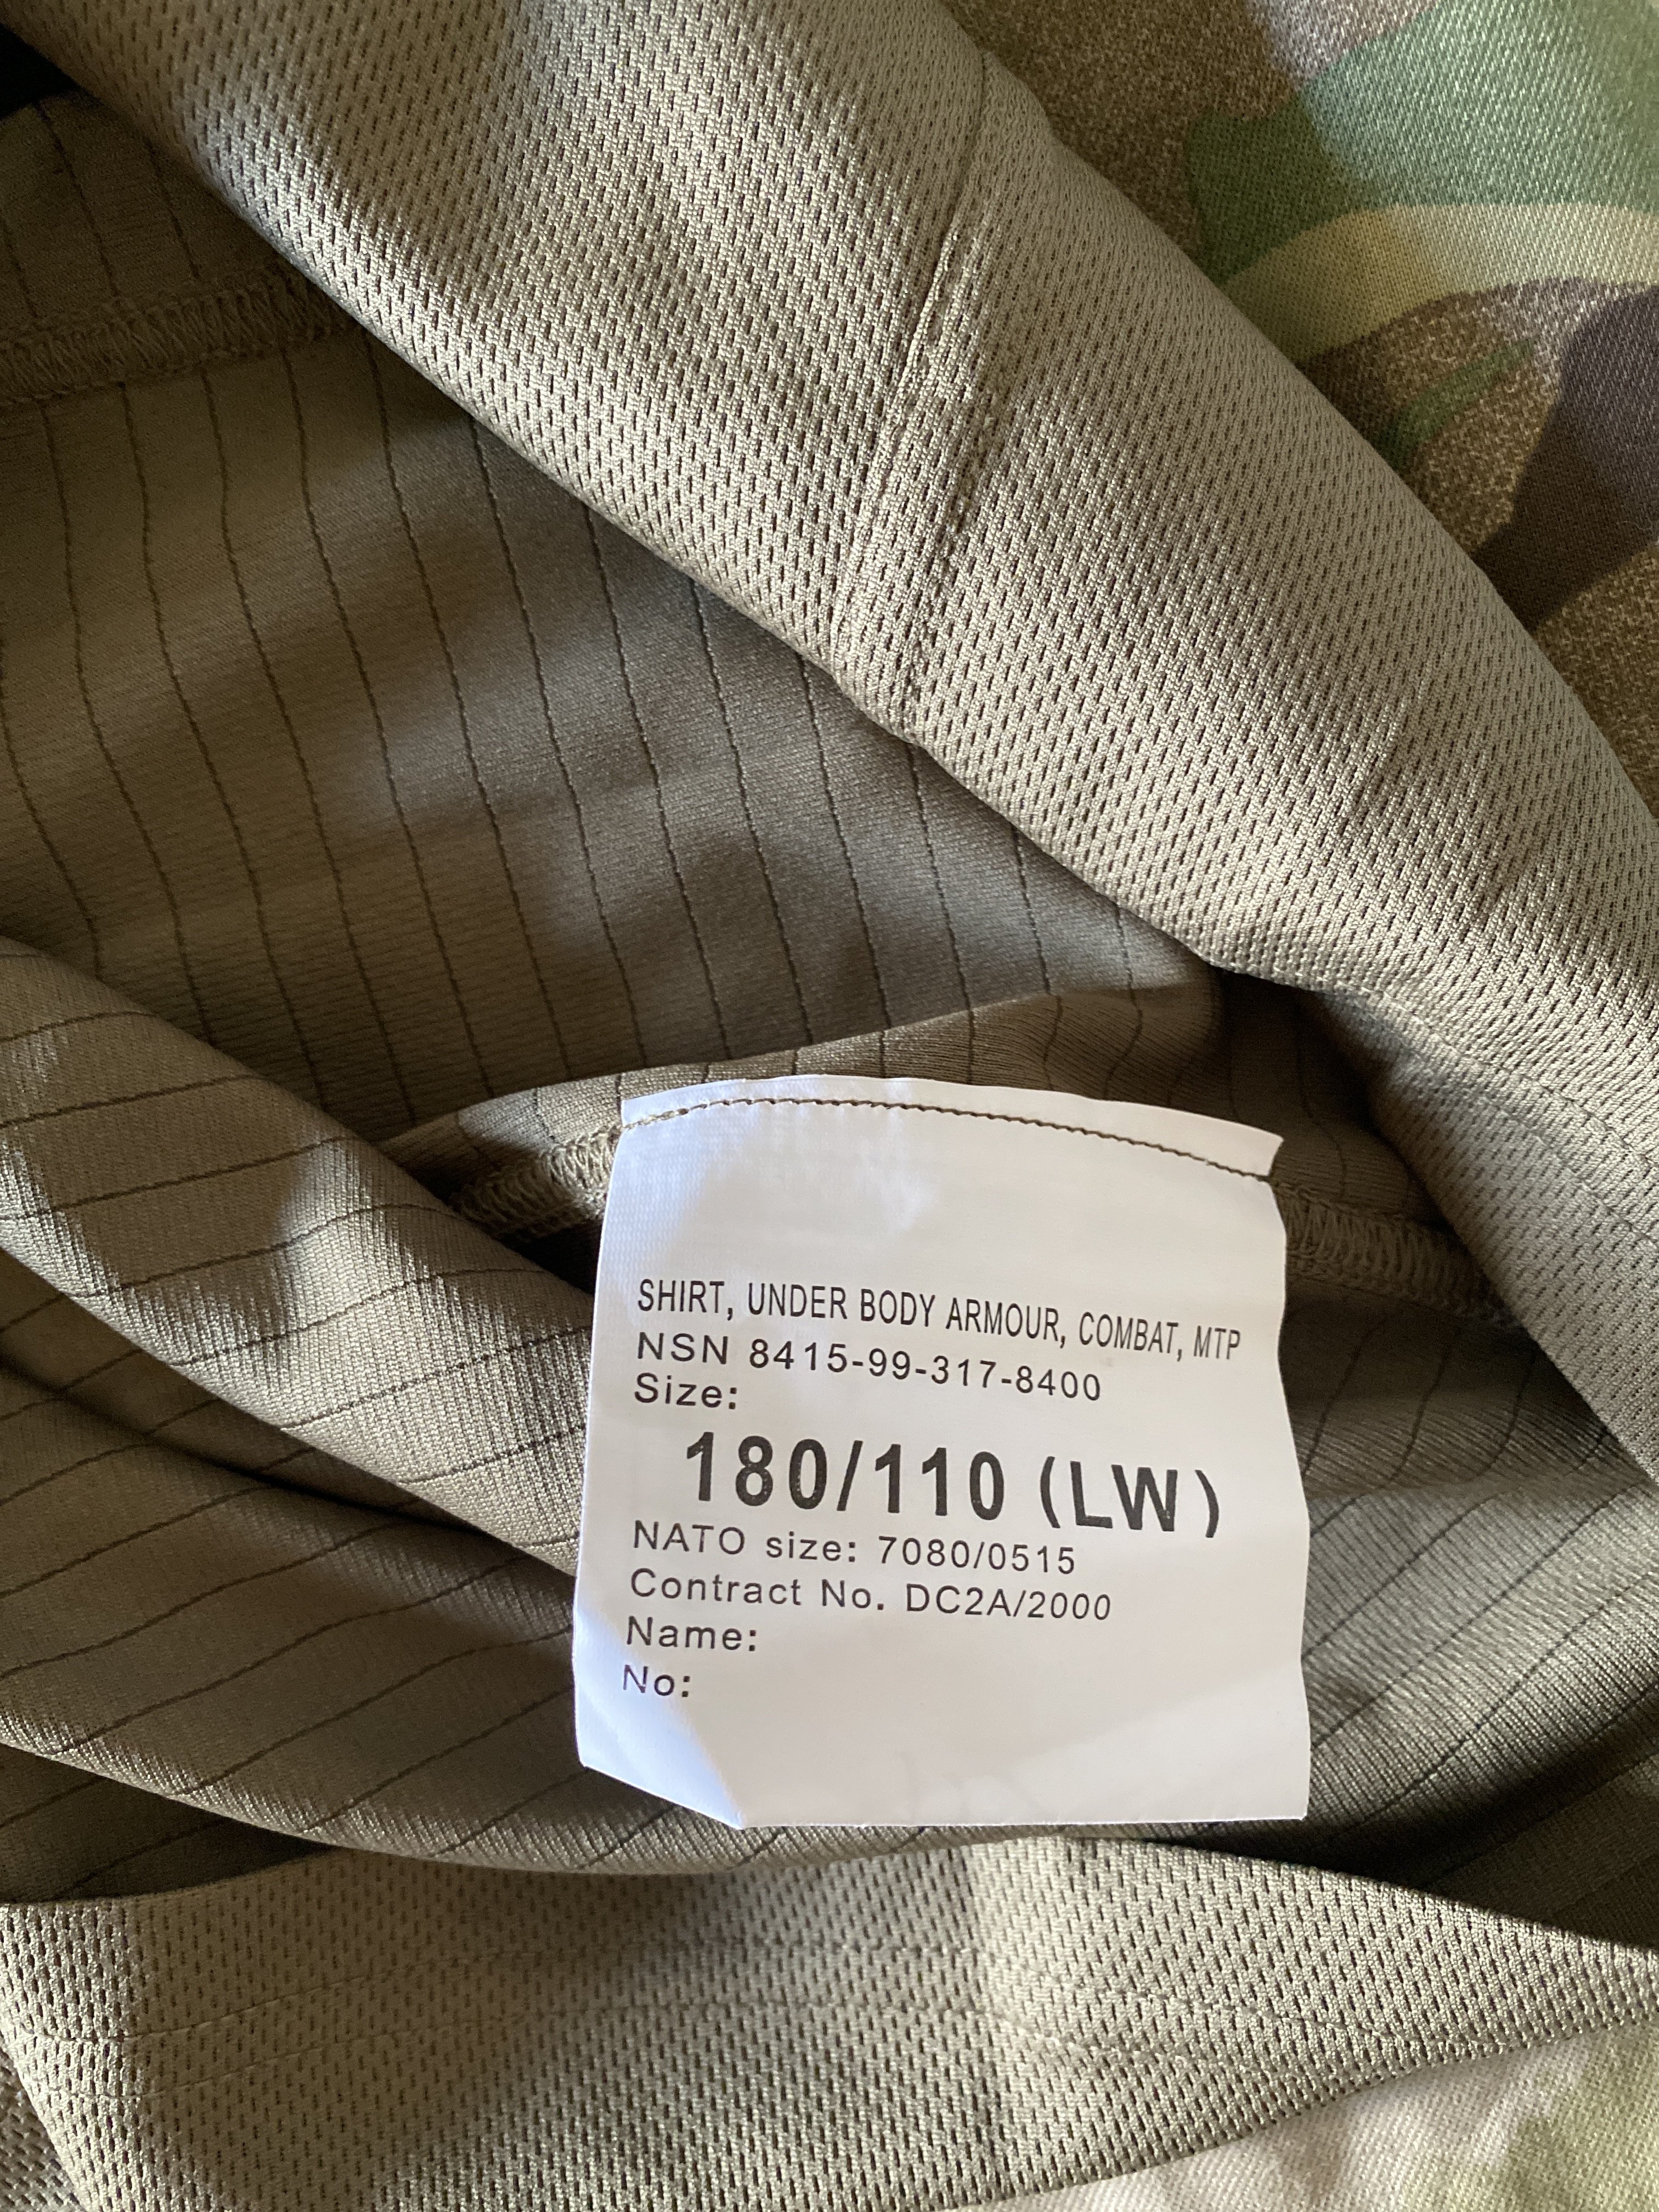 SHIRT, UNDER BODY ARMOUR, COMBAT, MTP
NSN 8415-99-317-8400
Size:
180/110 (LW)
NATO size: 7080/0515
Contract No. DC2A/2000
Name:
No: